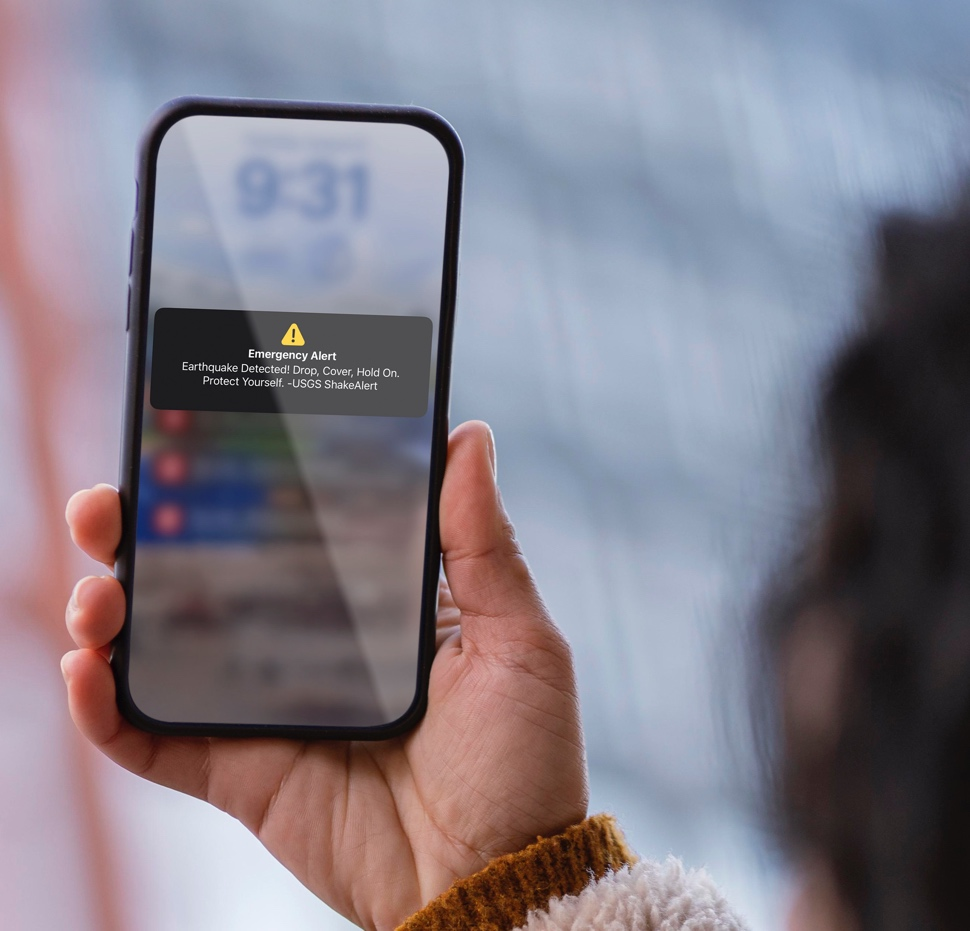 9:31
Emergency Alert
Earthquake Detected! Drop, Cover, Hold On.
Protect Yourself. -USGS ShakeAlert